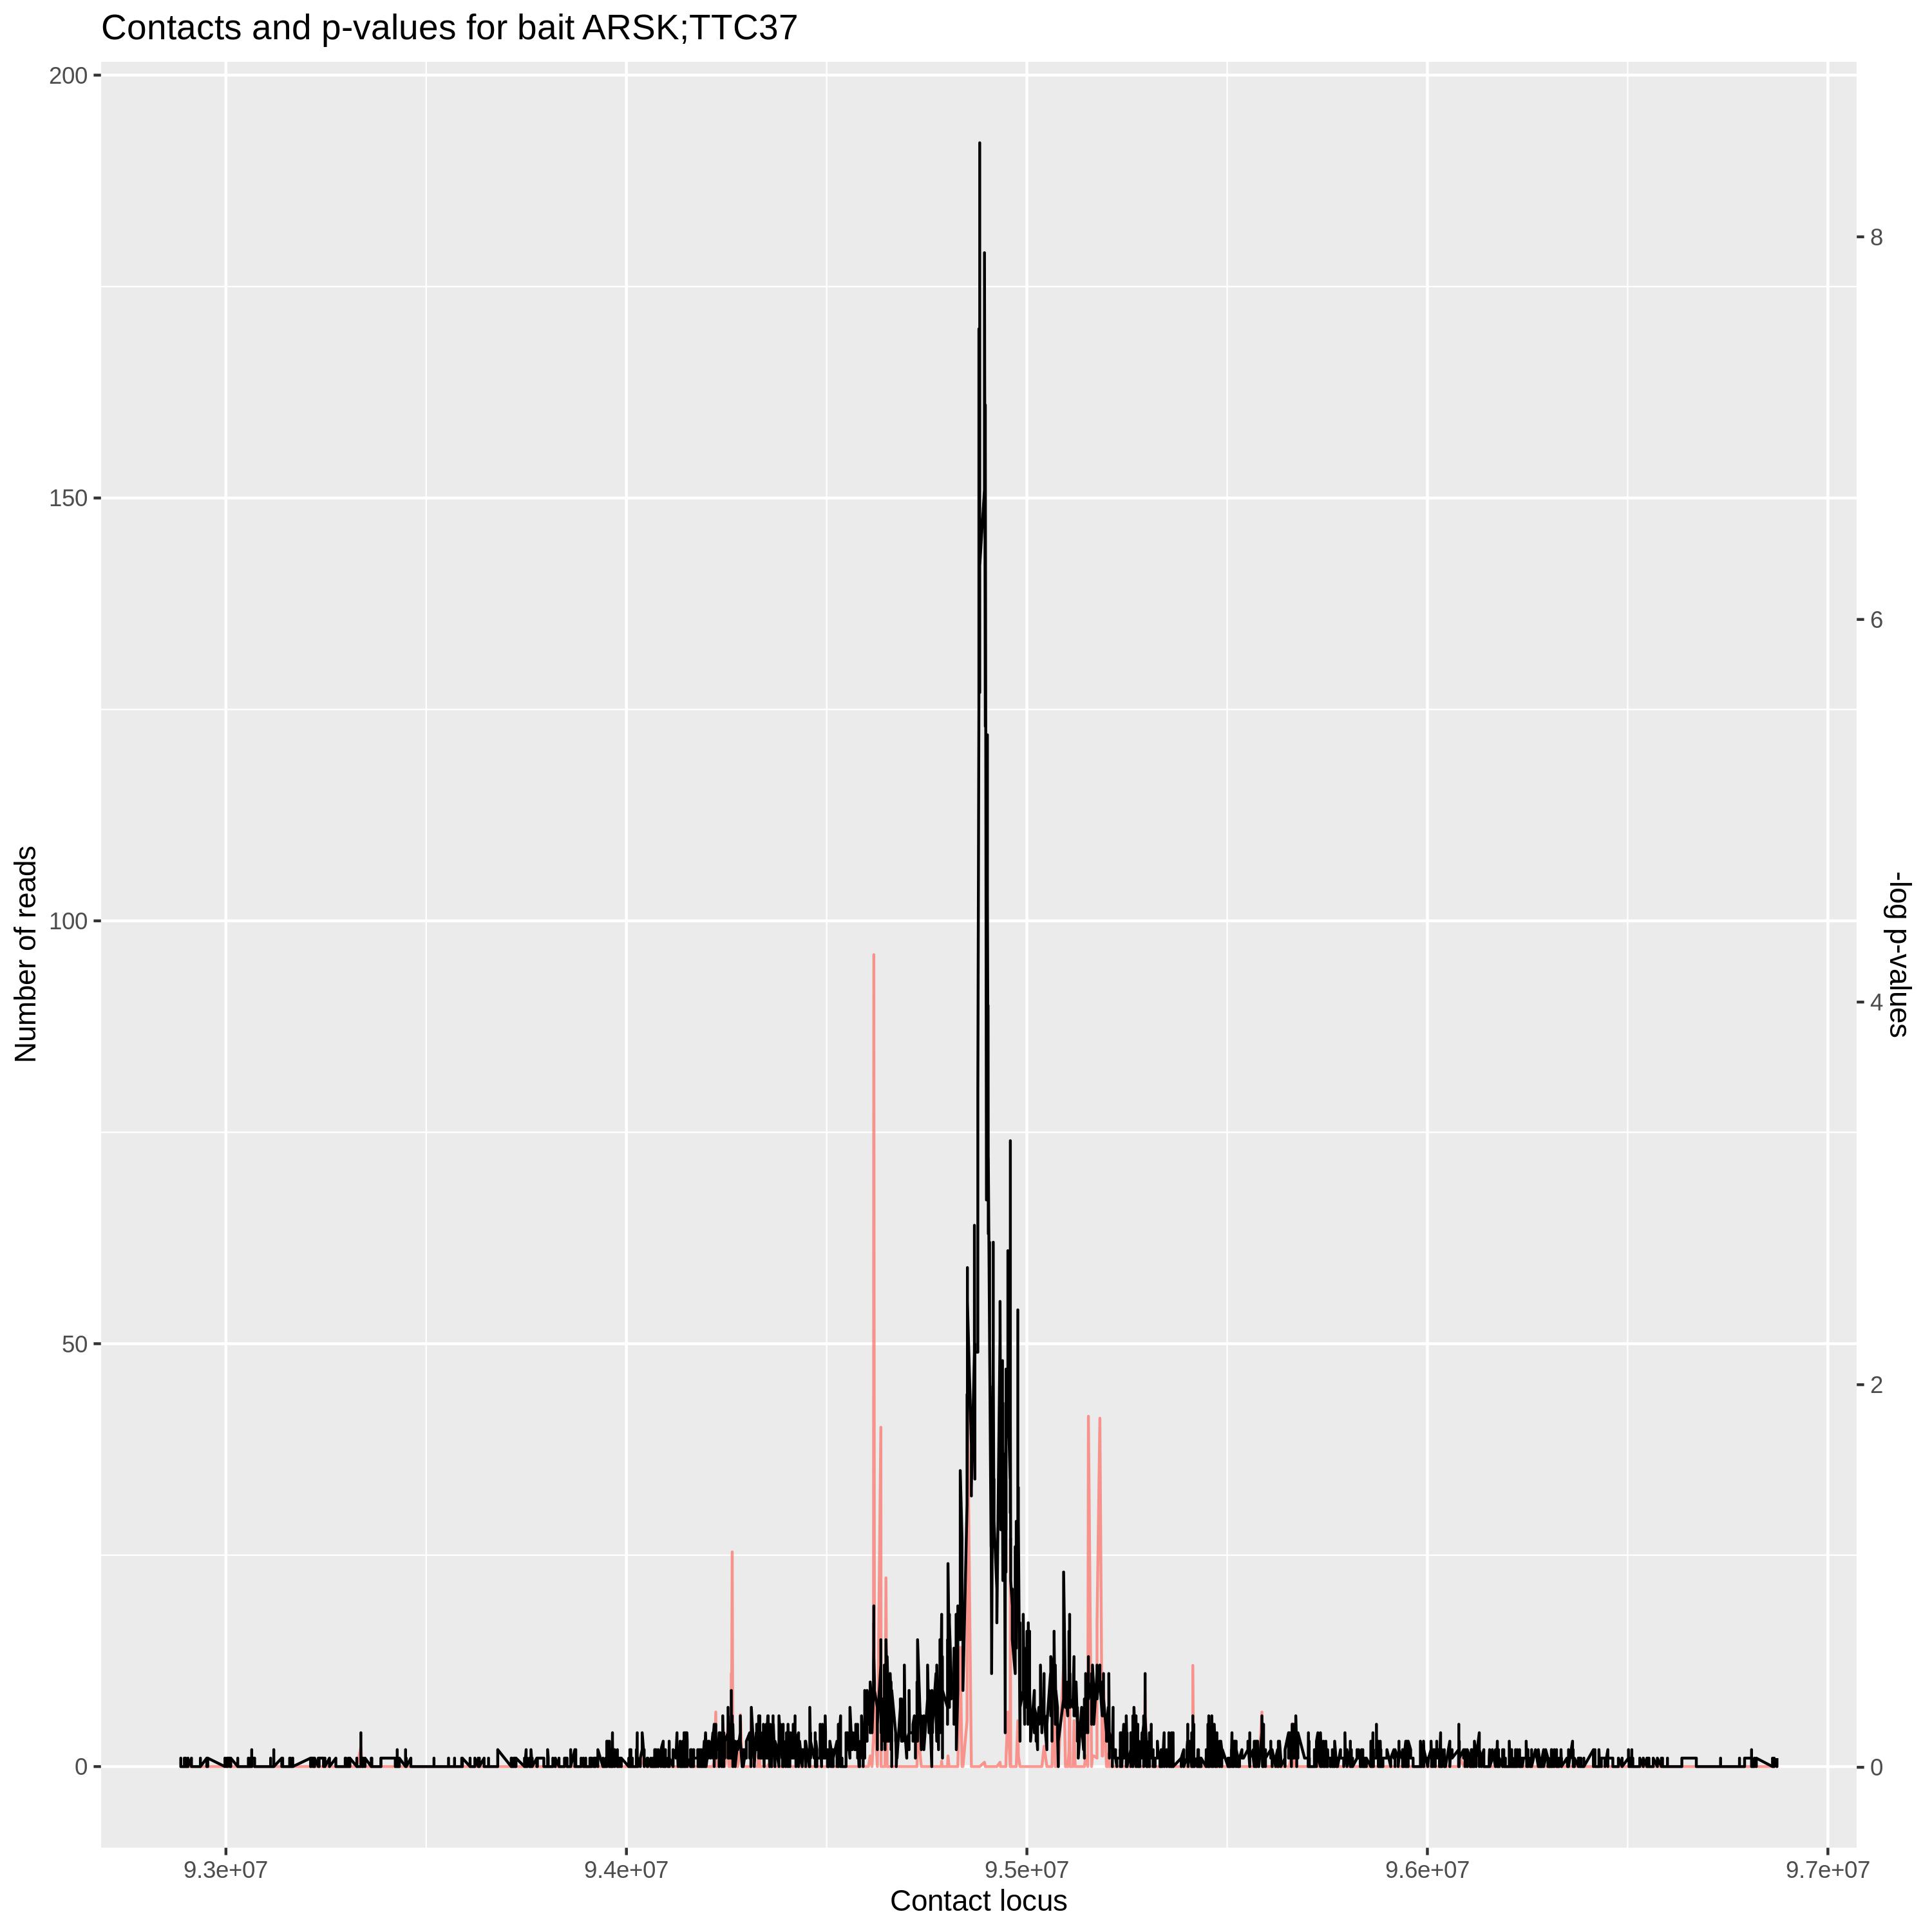 Contacts and p-values for bait ARSK;TTC37
200
150
100
50
0
Number of reads
8
6
4
2
0
-log p-values
9.3e+07
9.4e+07
9.5e+07
9.6e+07
9.7e+07
Contact locus